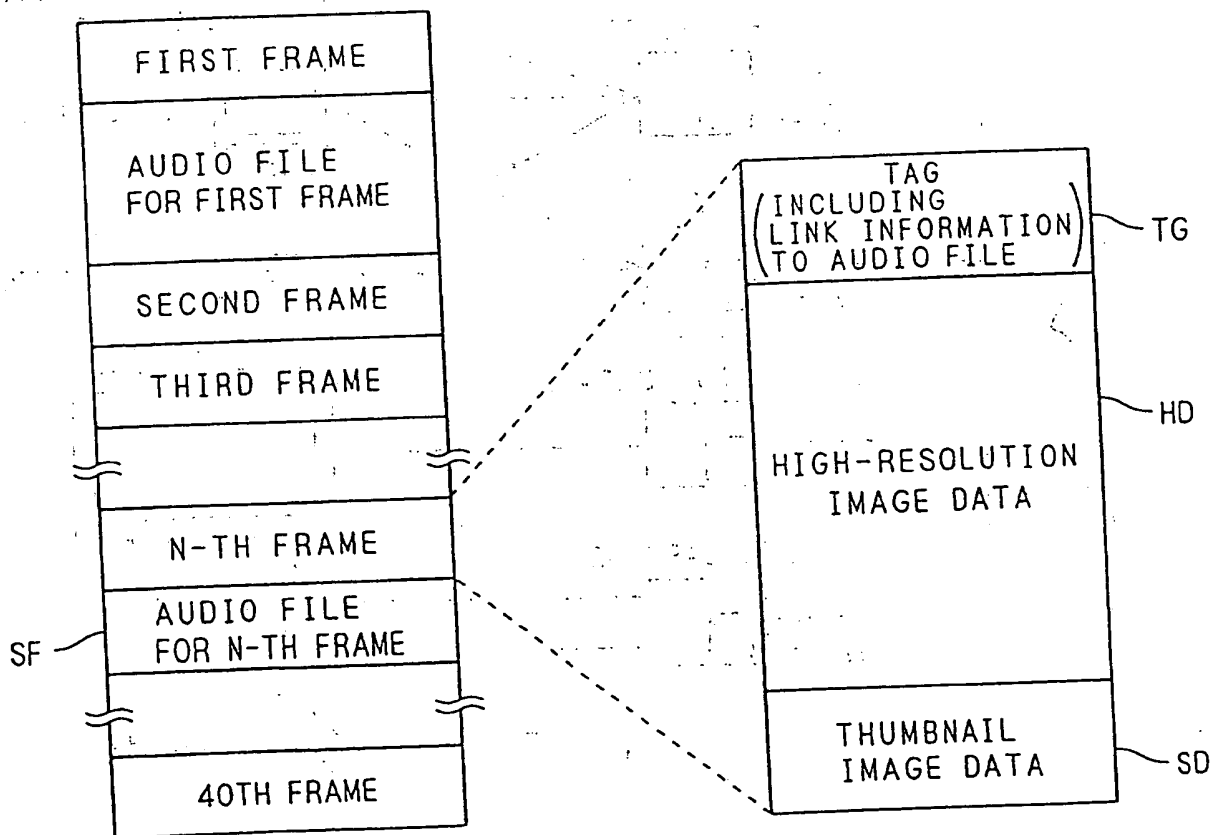 FIRST FRAME
AUDIO FILE
FOR FIRST FRAME
SECOND FRAME
THIRD FRAME
N-TH FRAME
AUDIO FILE
FOR N-TH FRAME
SF
40TH FRAME
TAG
(INCLUDING
LINK INFORMATION
TO AUDIO FILE)
TG
HIGH-RESOLUTION
IMAGE DATA
HD
THUMBNAIL
IMAGE DATA
SD